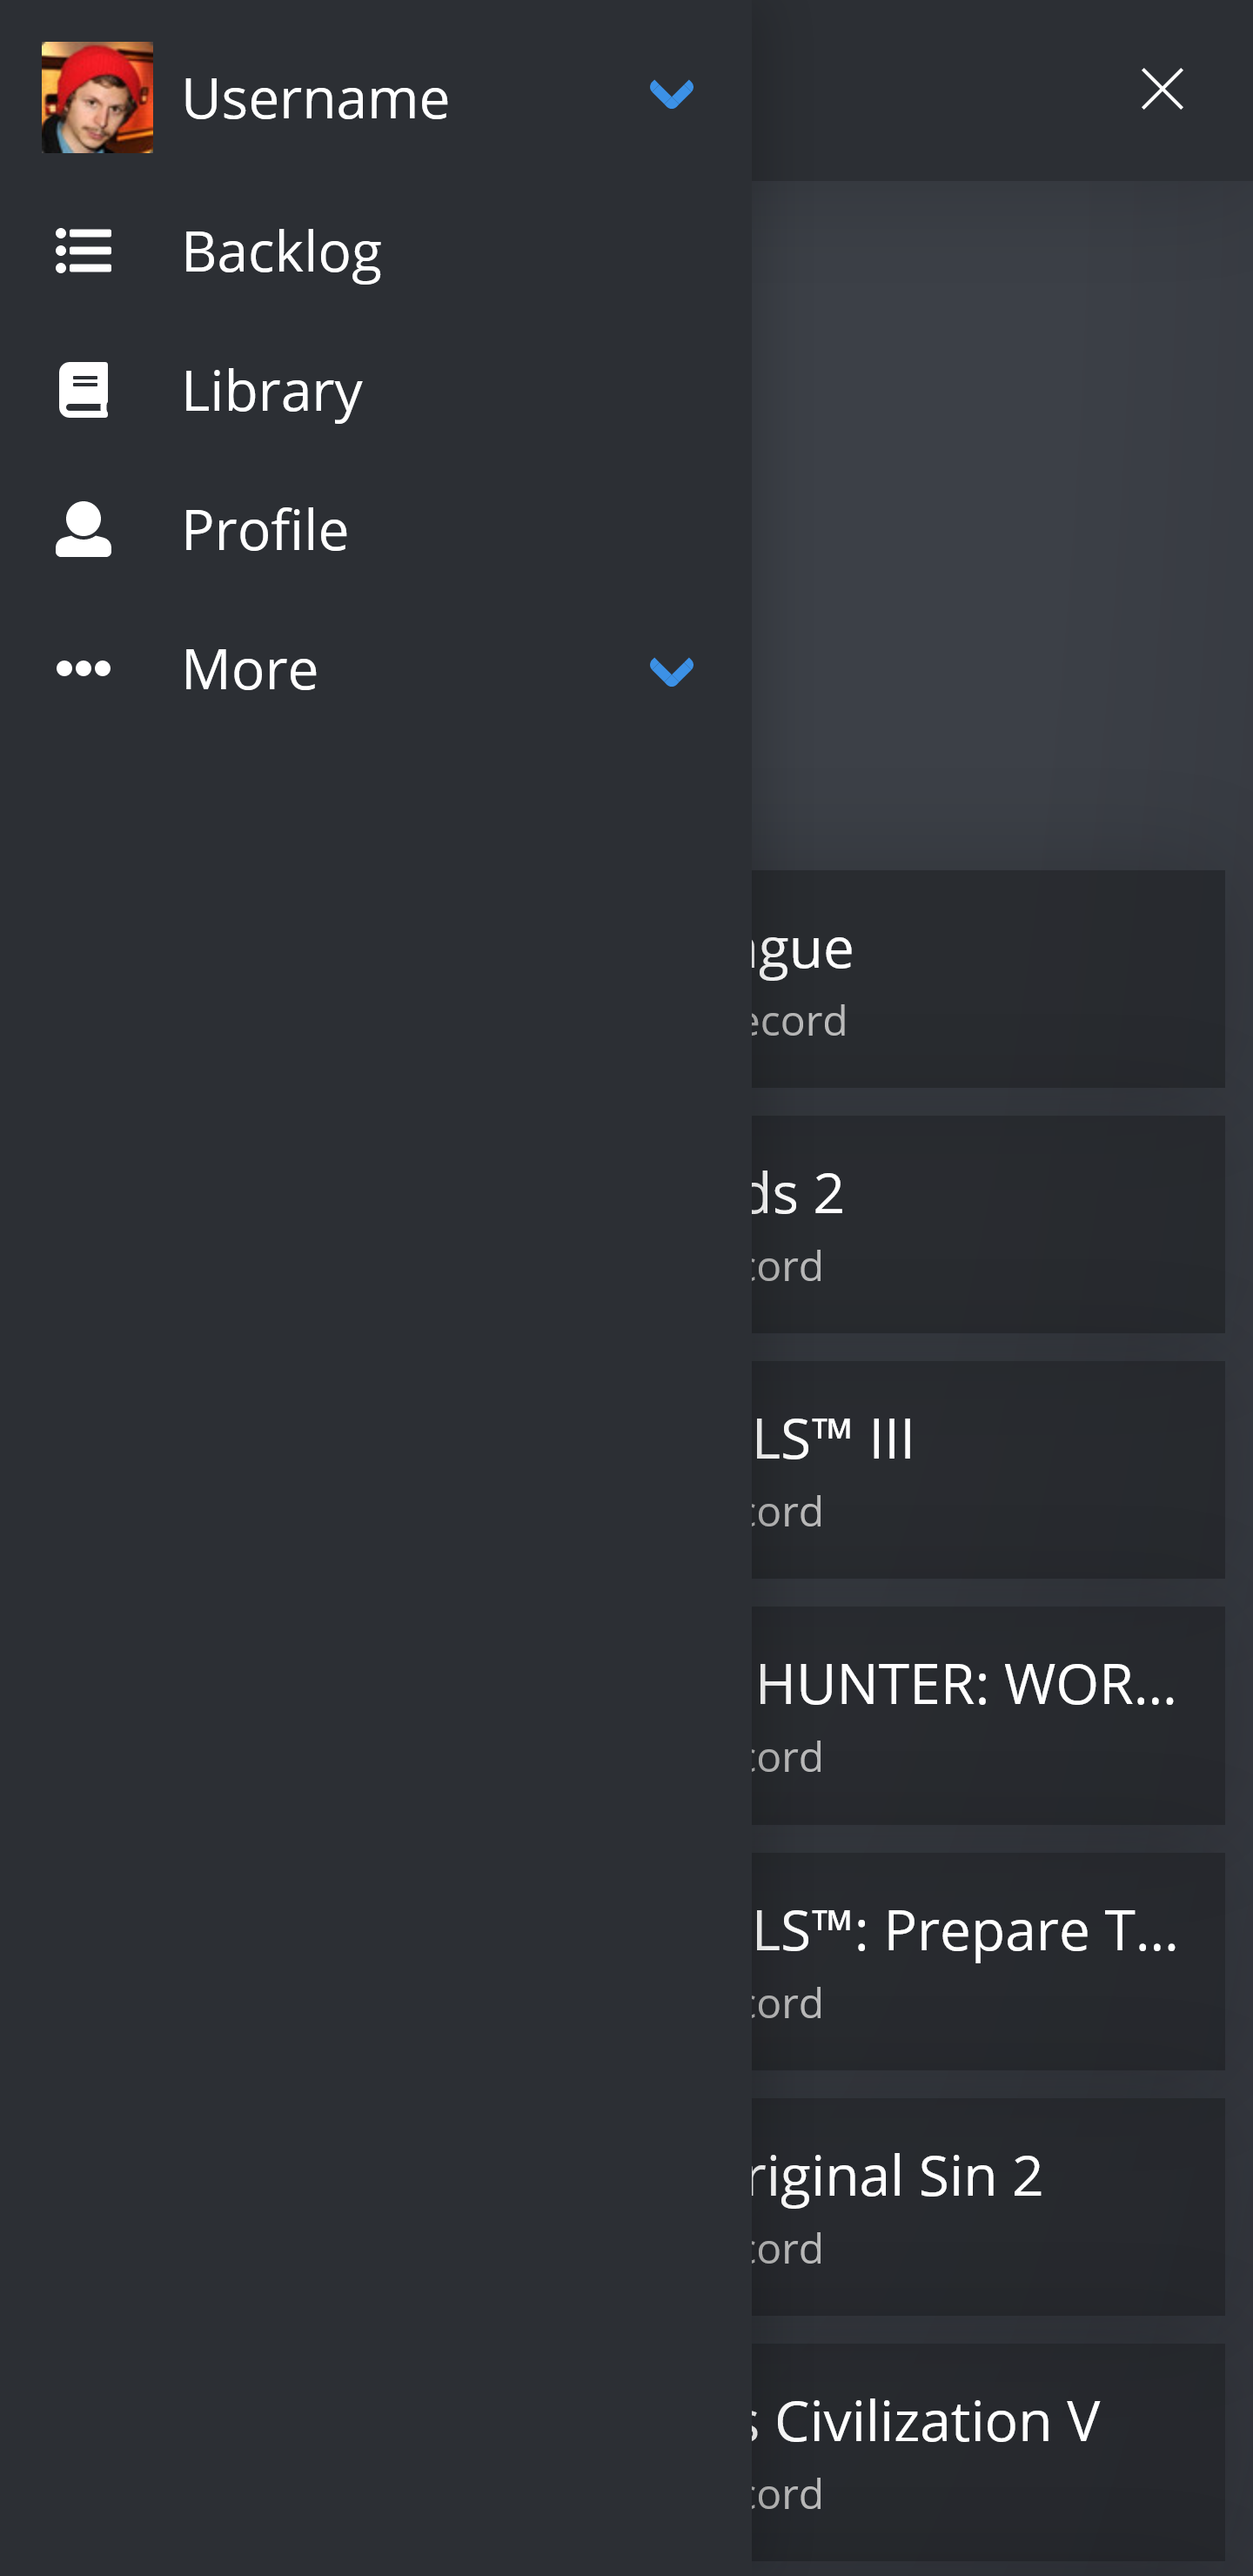 Username
Backlog
Library
Profile
More
gue
ecord
ds 2
cord
LS™ III
cord
HUNTER: WOR...
cord
LS™: Prepare T...
cord
riginal Sin 2
cord
s Civilization V
cord